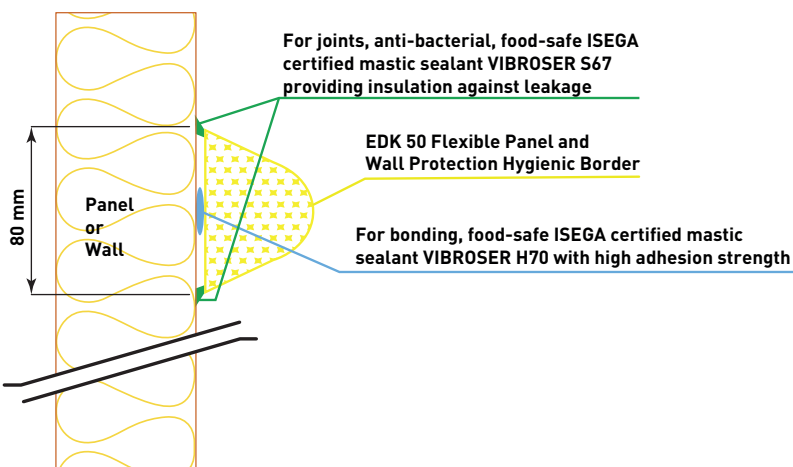 For joints, anti-bacterial, food-safe ISEGA
certified mastic sealant VIBROSER S67
providing insulation against leakage
EDK 50 Flexible Panel and
Wall Protection Hygienic Border
80 mm
Panel
or
Wall
For bonding, food-safe ISEGA certified mastic
sealant VIBROSER H70 with high adhesion strength